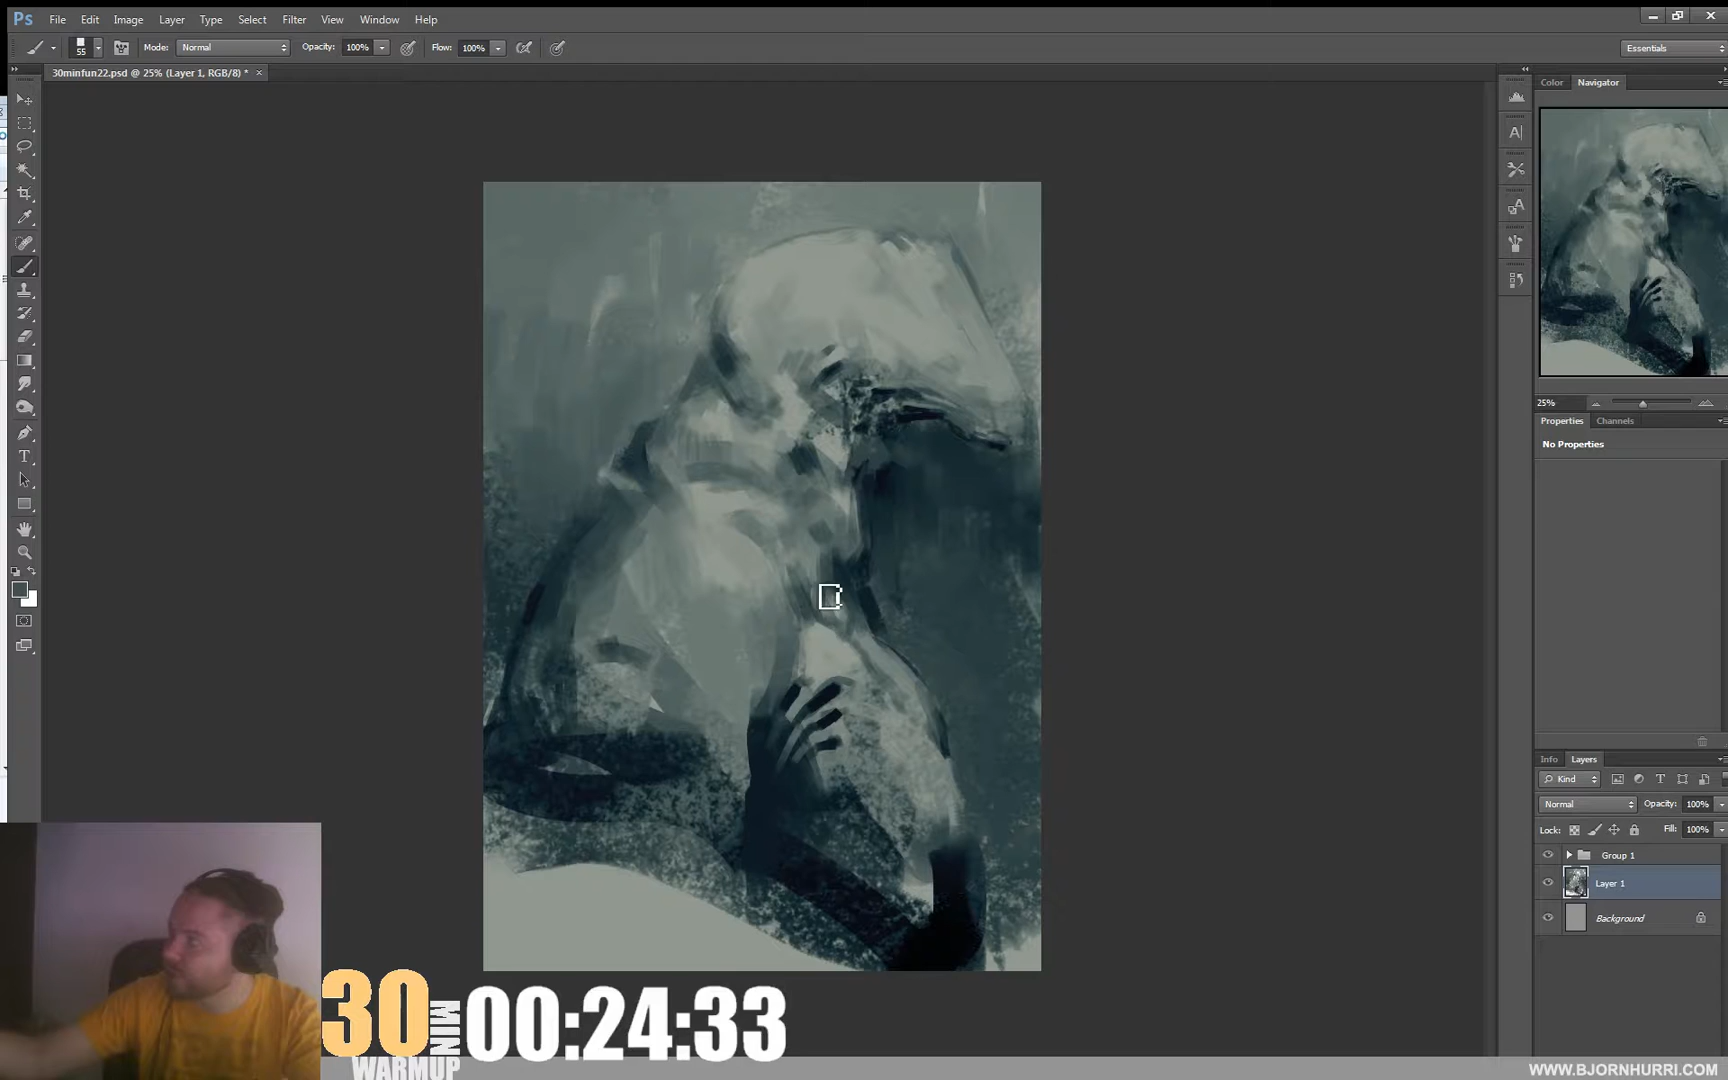 Ps File Edit Image Layer Type Select Filter View Window Help
55 Mode: Normal Opacity: 100% Flow: 100% Essentials
30minfun22.psd @ 25% (Layer 1, RGB/8) *
Color Navigator
25%
Properties Channels
No Properties
Info Layers
Kind
Normal Opacity: 100%
Lock: Fill: 100%
Group 1
Layer 1
Background
30 MIN WARMUP
00:24:33
WWW.BJORNHURRI.COM